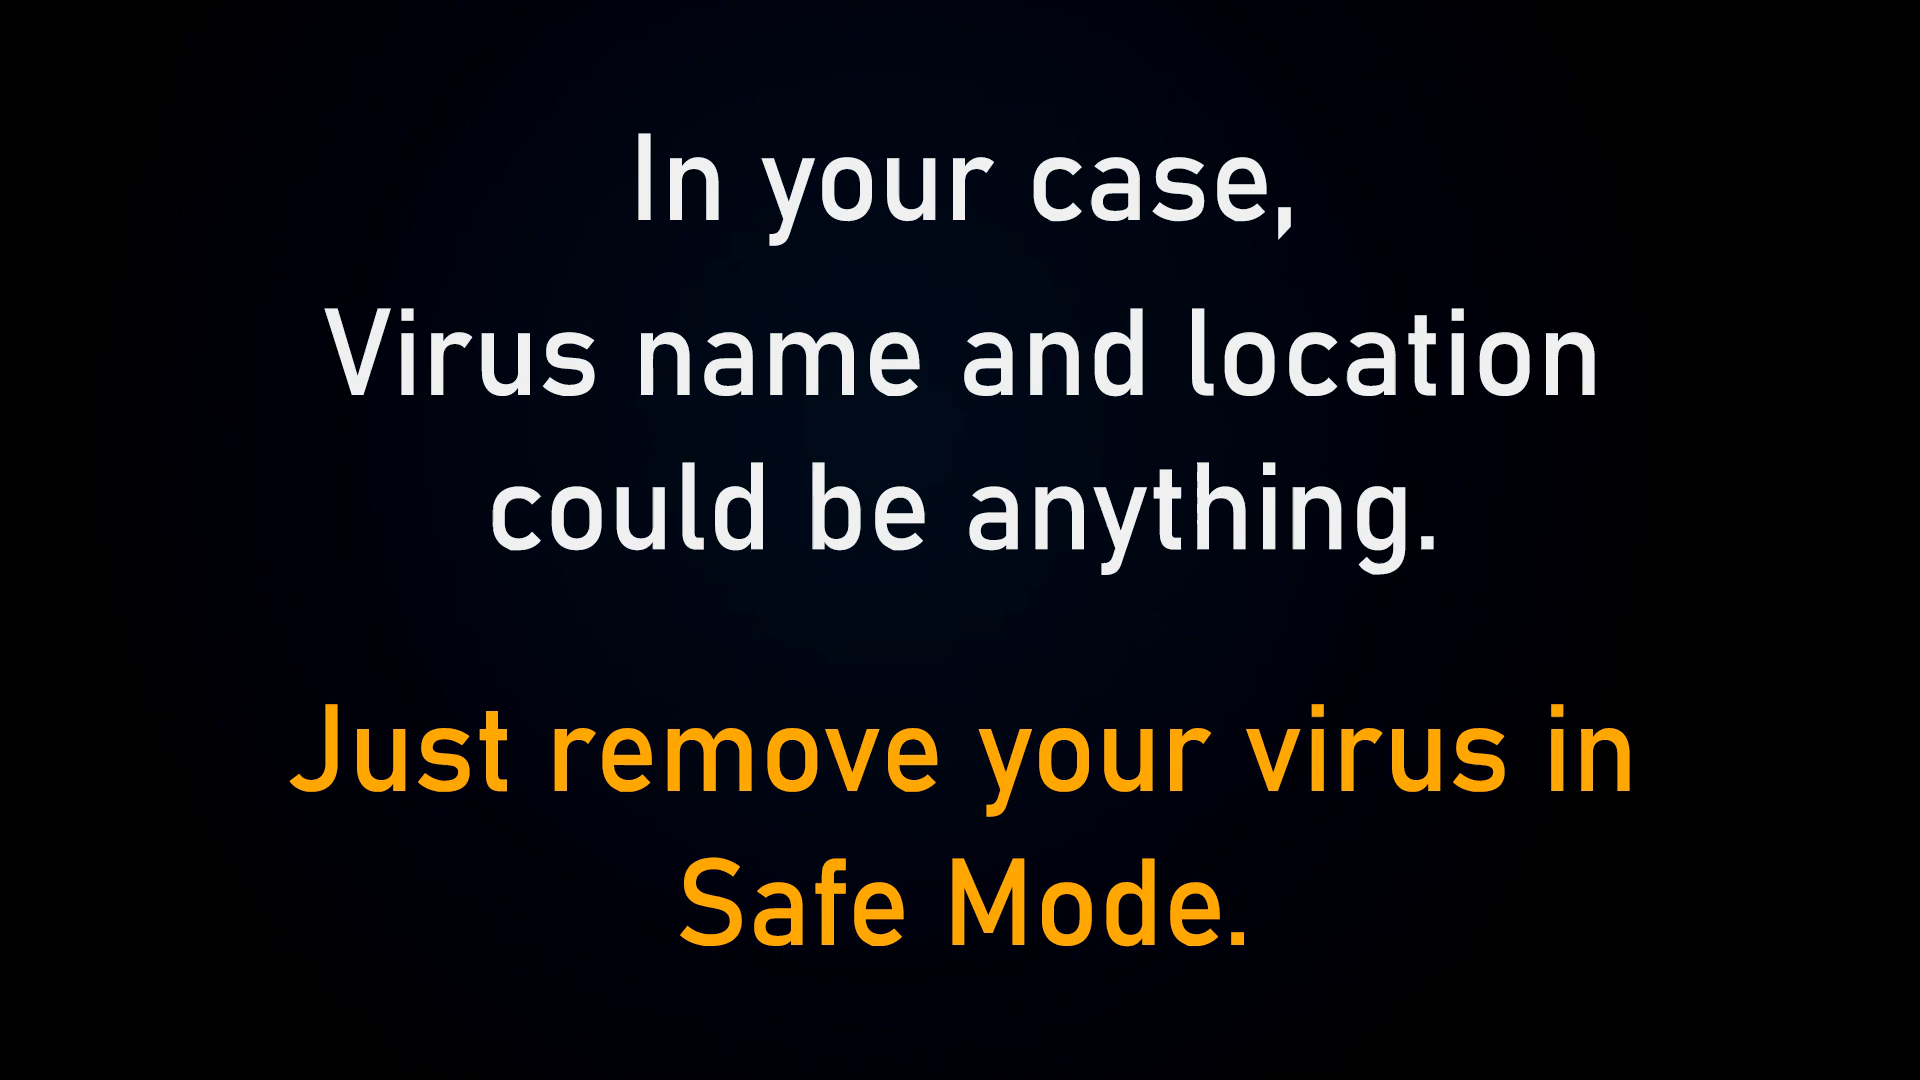 In your case,
Virus name and location
could be anything.
Just remove your virus in
Safe Mode.